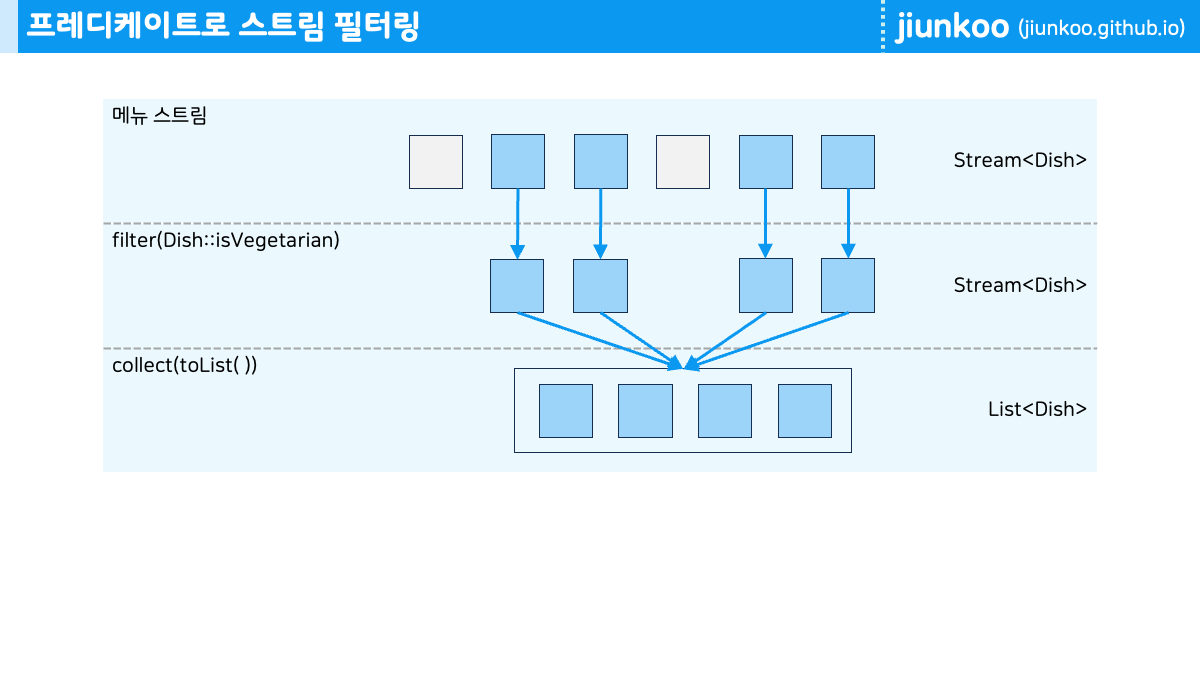 프레디케이트로 스트림 필터링
jiunkoo (jiunkoo.github.io)
메뉴 스트림
Stream<Dish>
filter(Dish::isVegetarian)
Stream<Dish>
collect(toList( ))
List<Dish>